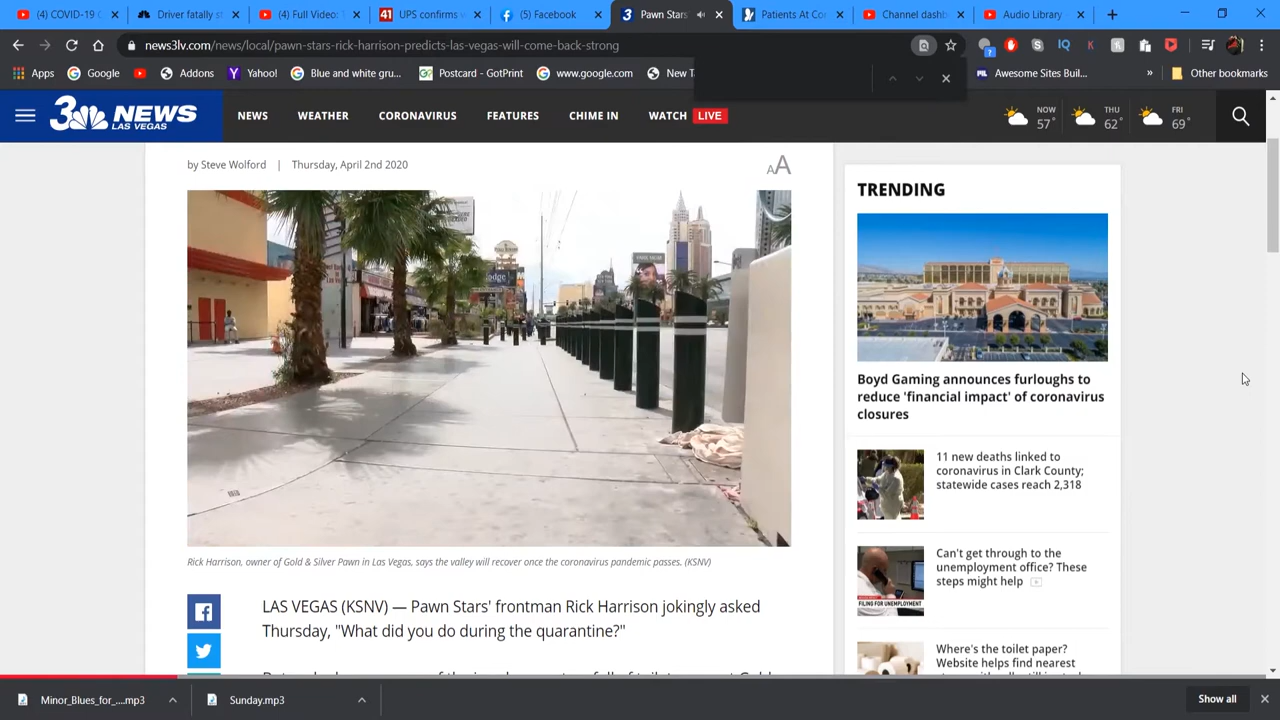 (4) COVID-19
Driver fatally s
(4) Full Video:
UPS confirms
(5) Facebook
Pawn Stars
Patients At Co
Channel dashb
Audio Library -
news3lv.com/news/local/pawn-stars-rick-harrison-predicts-las-vegas-will-come-back-strong
Apps
Google
Addons
Yahoo!
Blue and white gru...
Postcard - GotPrint
www.google.com
New T
Awesome Sites Buil...
»
Other bookmarks
3 NEWS
LAS VEGAS
NEWS
WEATHER
CORONAVIRUS
FEATURES
CHIME IN
WATCH LIVE
NOW
57°
THU
62°
FRI
69°
by Steve Wolford | Thursday, April 2nd 2020
AA
TRENDING
Boyd Gaming announces furloughs to
reduce 'financial impact' of coronavirus
closures
11 new deaths linked to
coronavirus in Clark County;
statewide cases reach 2,318
Can't get through to the
unemployment office? These
steps might help
FILING FOR UNEMPLOYMENT
Where's the toilet paper?
Website helps find nearest
Rick Harrison, owner of Gold & Silver Pawn in Las Vegas, says the valley will recover once the coronavirus pandemic passes. (KSNV)
LAS VEGAS (KSNV) — Pawn Stars' frontman Rick Harrison jokingly asked
Thursday, "What did you do during the quarantine?"
Minor_Blues_for_....mp3
Sunday.mp3
Show all